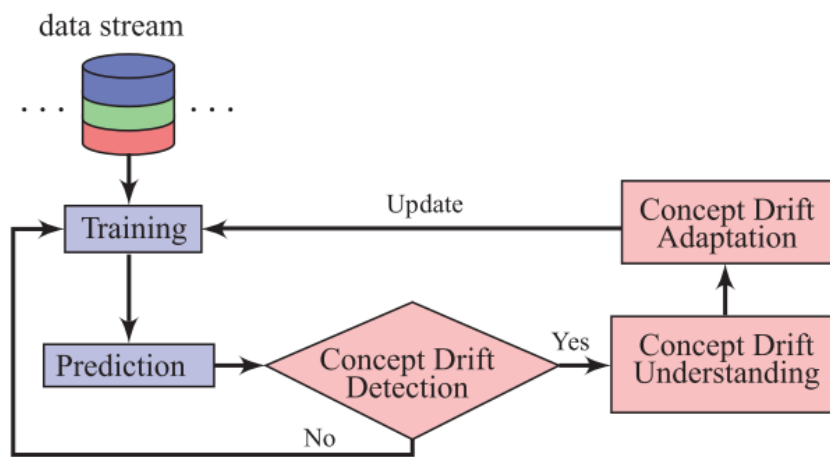 data stream
. . .
. . .
Training
Update
Concept Drift
Adaptation
Prediction
Concept Drift
Detection
Yes
Concept Drift
Understanding
No